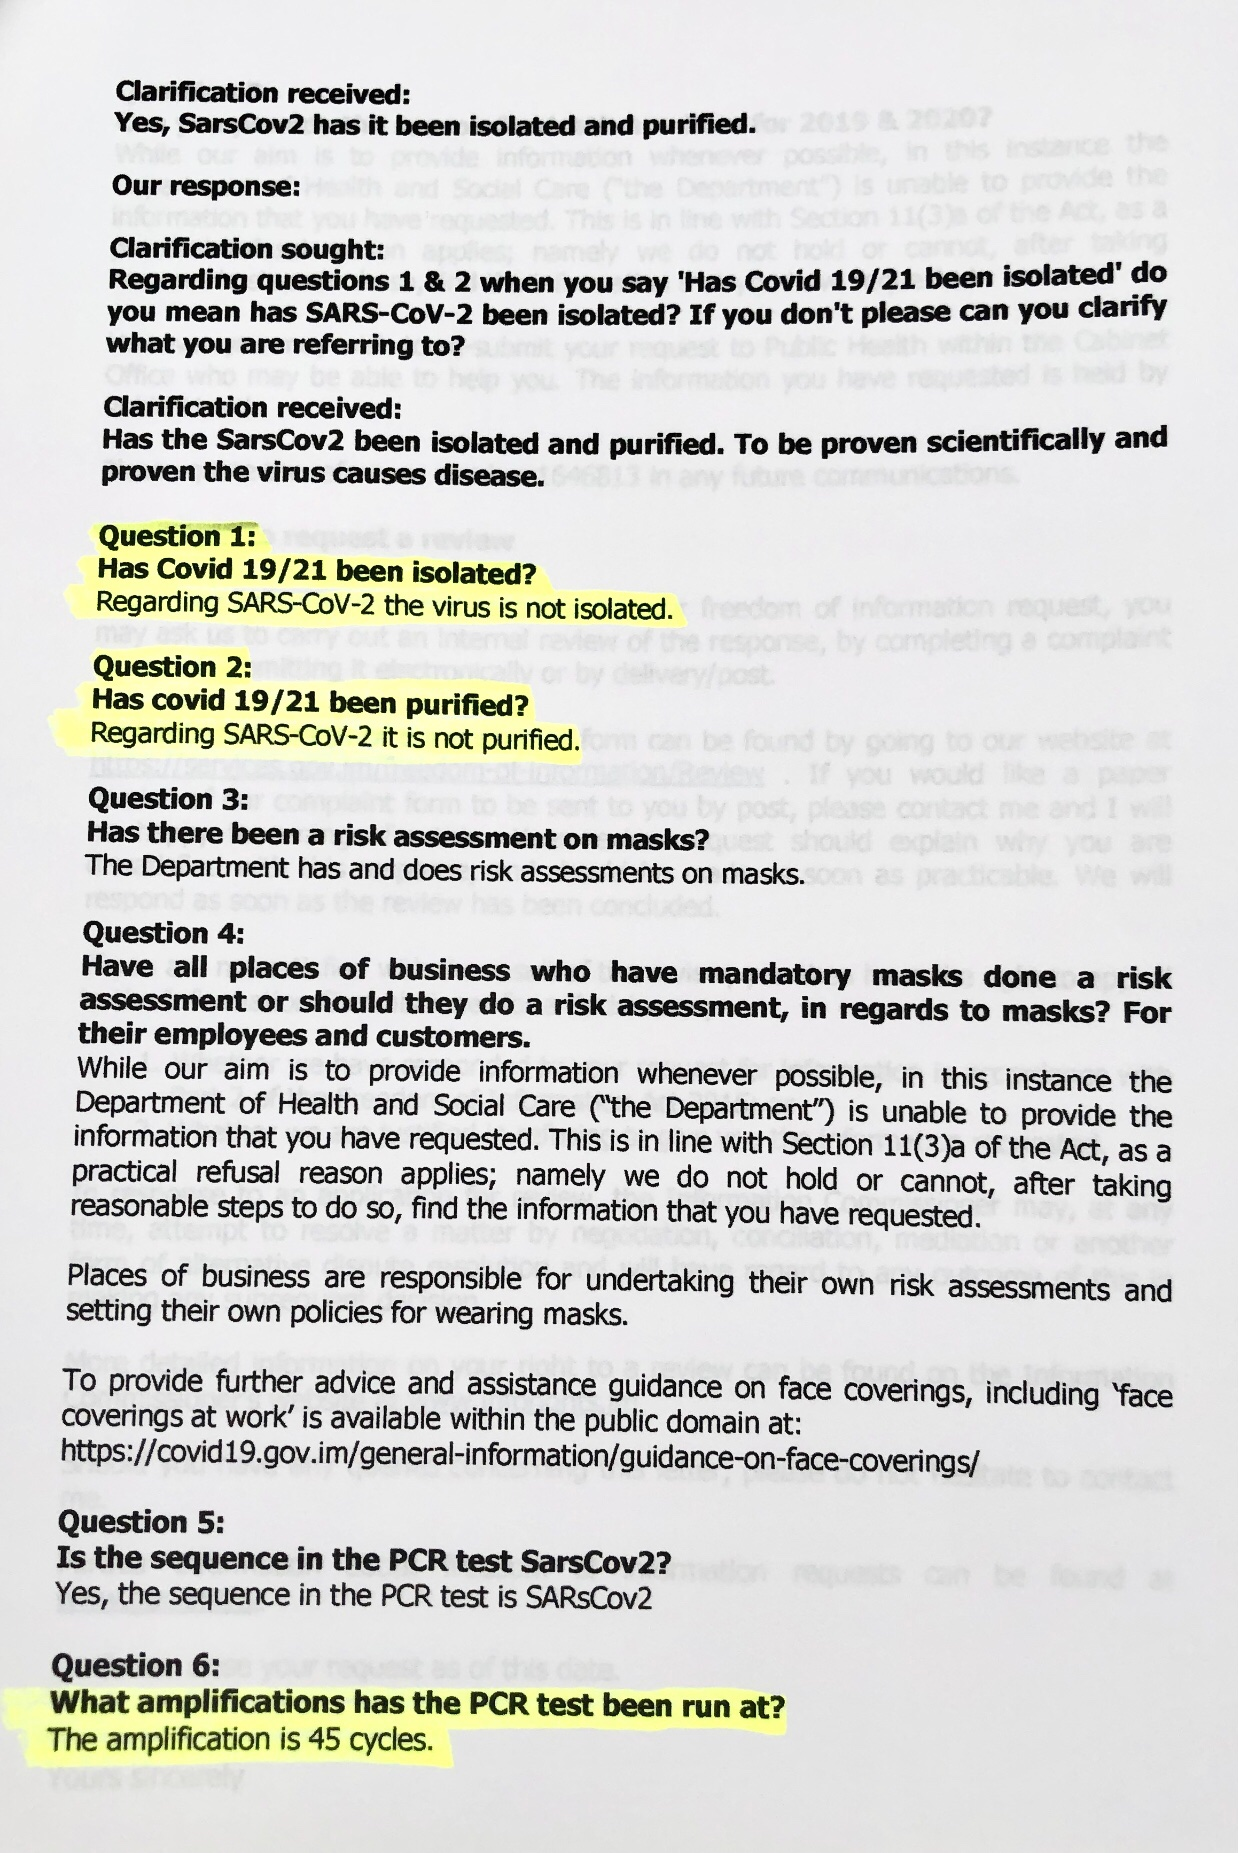 Clarification received:
Yes, SarsCov2 has it been isolated and purified.
Our response:
Clarification sought:
Regarding questions 1 & 2 when you say 'Has Covid 19/21 been isolated' do
you mean has SARS-CoV-2 been isolated? If you don't please can you clarify
what you are referring to?
Clarification received:
Has the SarsCov2 been isolated and purified. To be proven scientifically and
proven the virus causes disease.
Question 1:
Has Covid 19/21 been isolated?
Regarding SARS-CoV-2 the virus is not isolated.
Question 2:
Has covid 19/21 been purified?
Regarding SARS-CoV-2 it is not purified.
Question 3:
Has there been a risk assessment on masks?
The Department has and does risk assessments on masks.
Question 4:
Have all places of business who have mandatory masks done a risk
assessment or should they do a risk assessment, in regards to masks? For
their employees and customers.
While our aim is to provide information whenever possible, in this instance the
Department of Health and Social Care ("the Department") is unable to provide the
information that you have requested. This is in line with Section 11(3)a of the Act, as a
practical refusal reason applies; namely we do not hold or cannot, after taking
reasonable steps to do so, find the information that you have requested.
Places of business are responsible for undertaking their own risk assessments and
setting their own policies for wearing masks.
To provide further advice and assistance guidance on face coverings, including 'face
coverings at work' is available within the public domain at:
https://covid19.gov.im/general-information/guidance-on-face-coverings/
Question 5:
Is the sequence in the PCR test SarsCov2?
Yes, the sequence in the PCR test is SARsCov2
Question 6:
What amplifications has the PCR test been run at?
The amplification is 45 cycles.